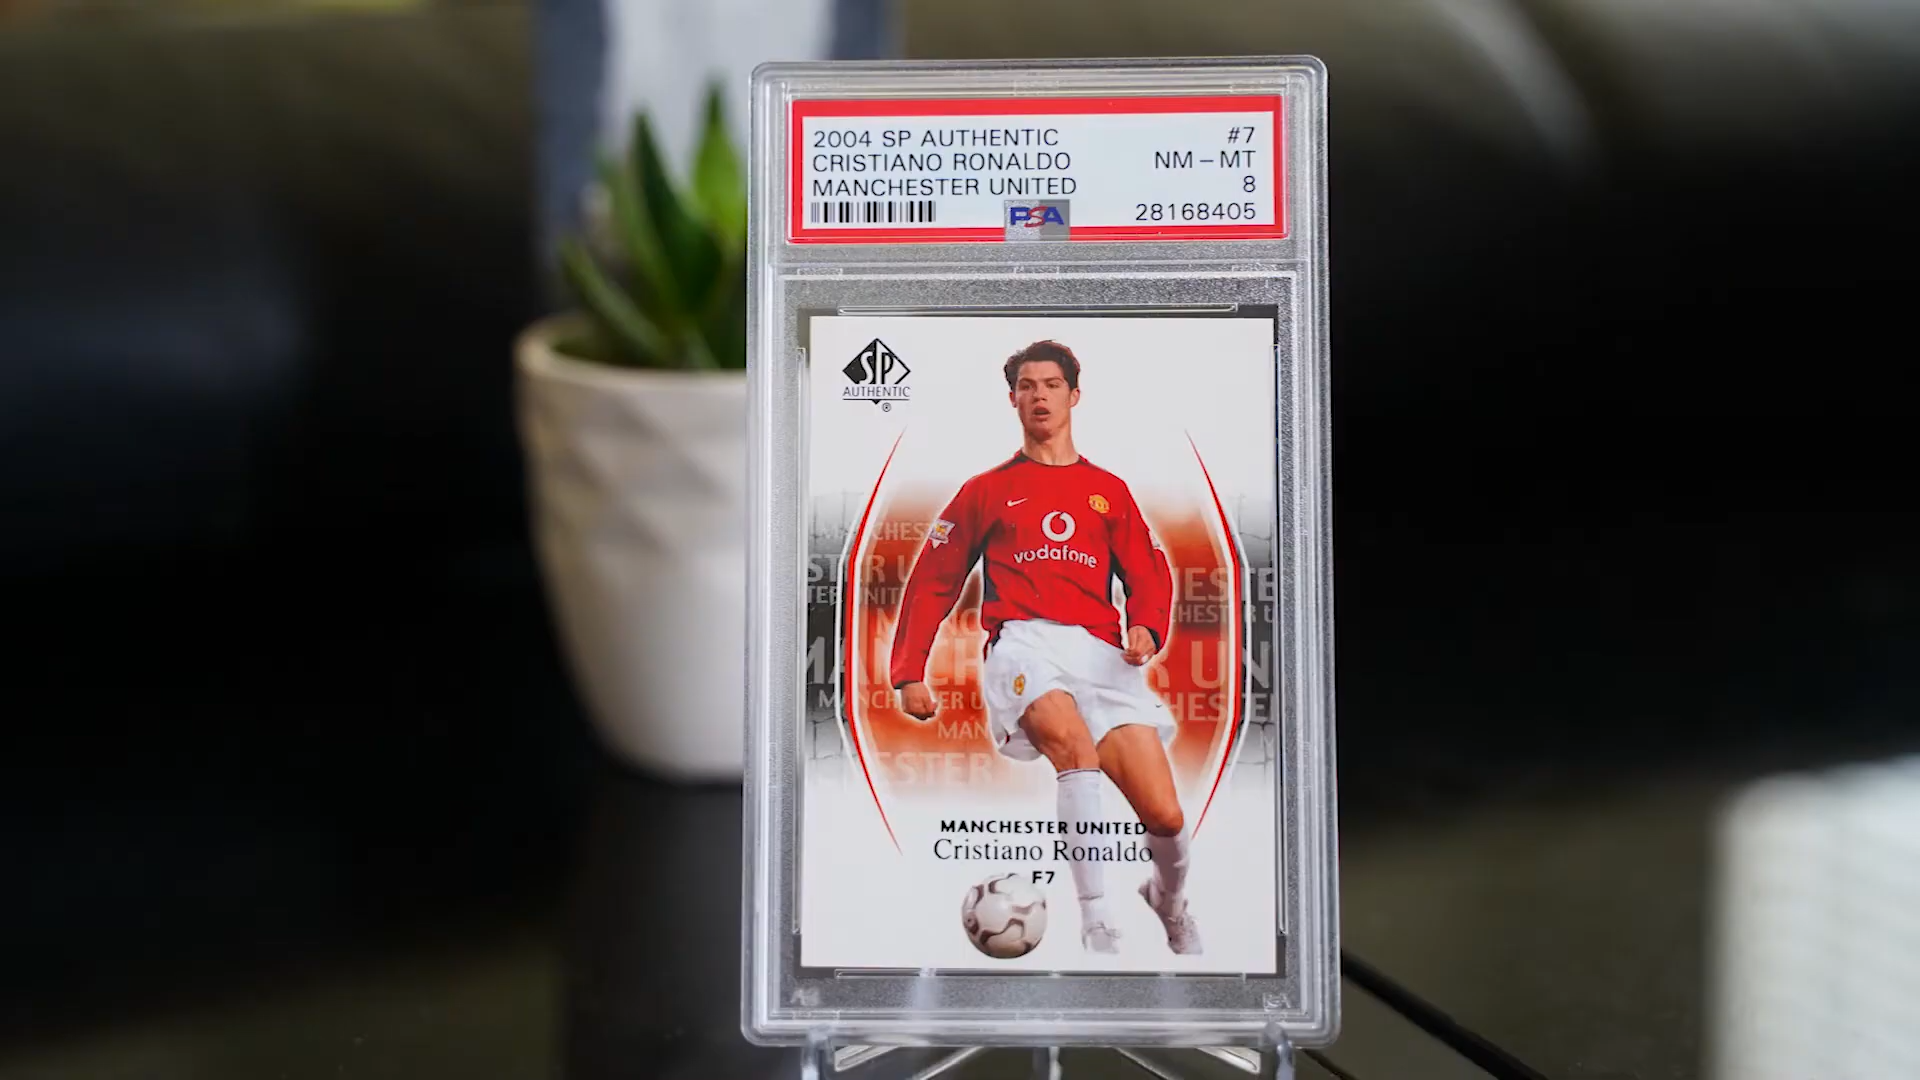 2004 SP AUTHENTIC #7
CRISTIANO RONALDO NM – MT
MANCHESTER UNITED 8
PSA 28168405
SP
AUTHENTIC
®
vodafone
MANCHESTER UNITED
Cristiano Ronaldo
F7